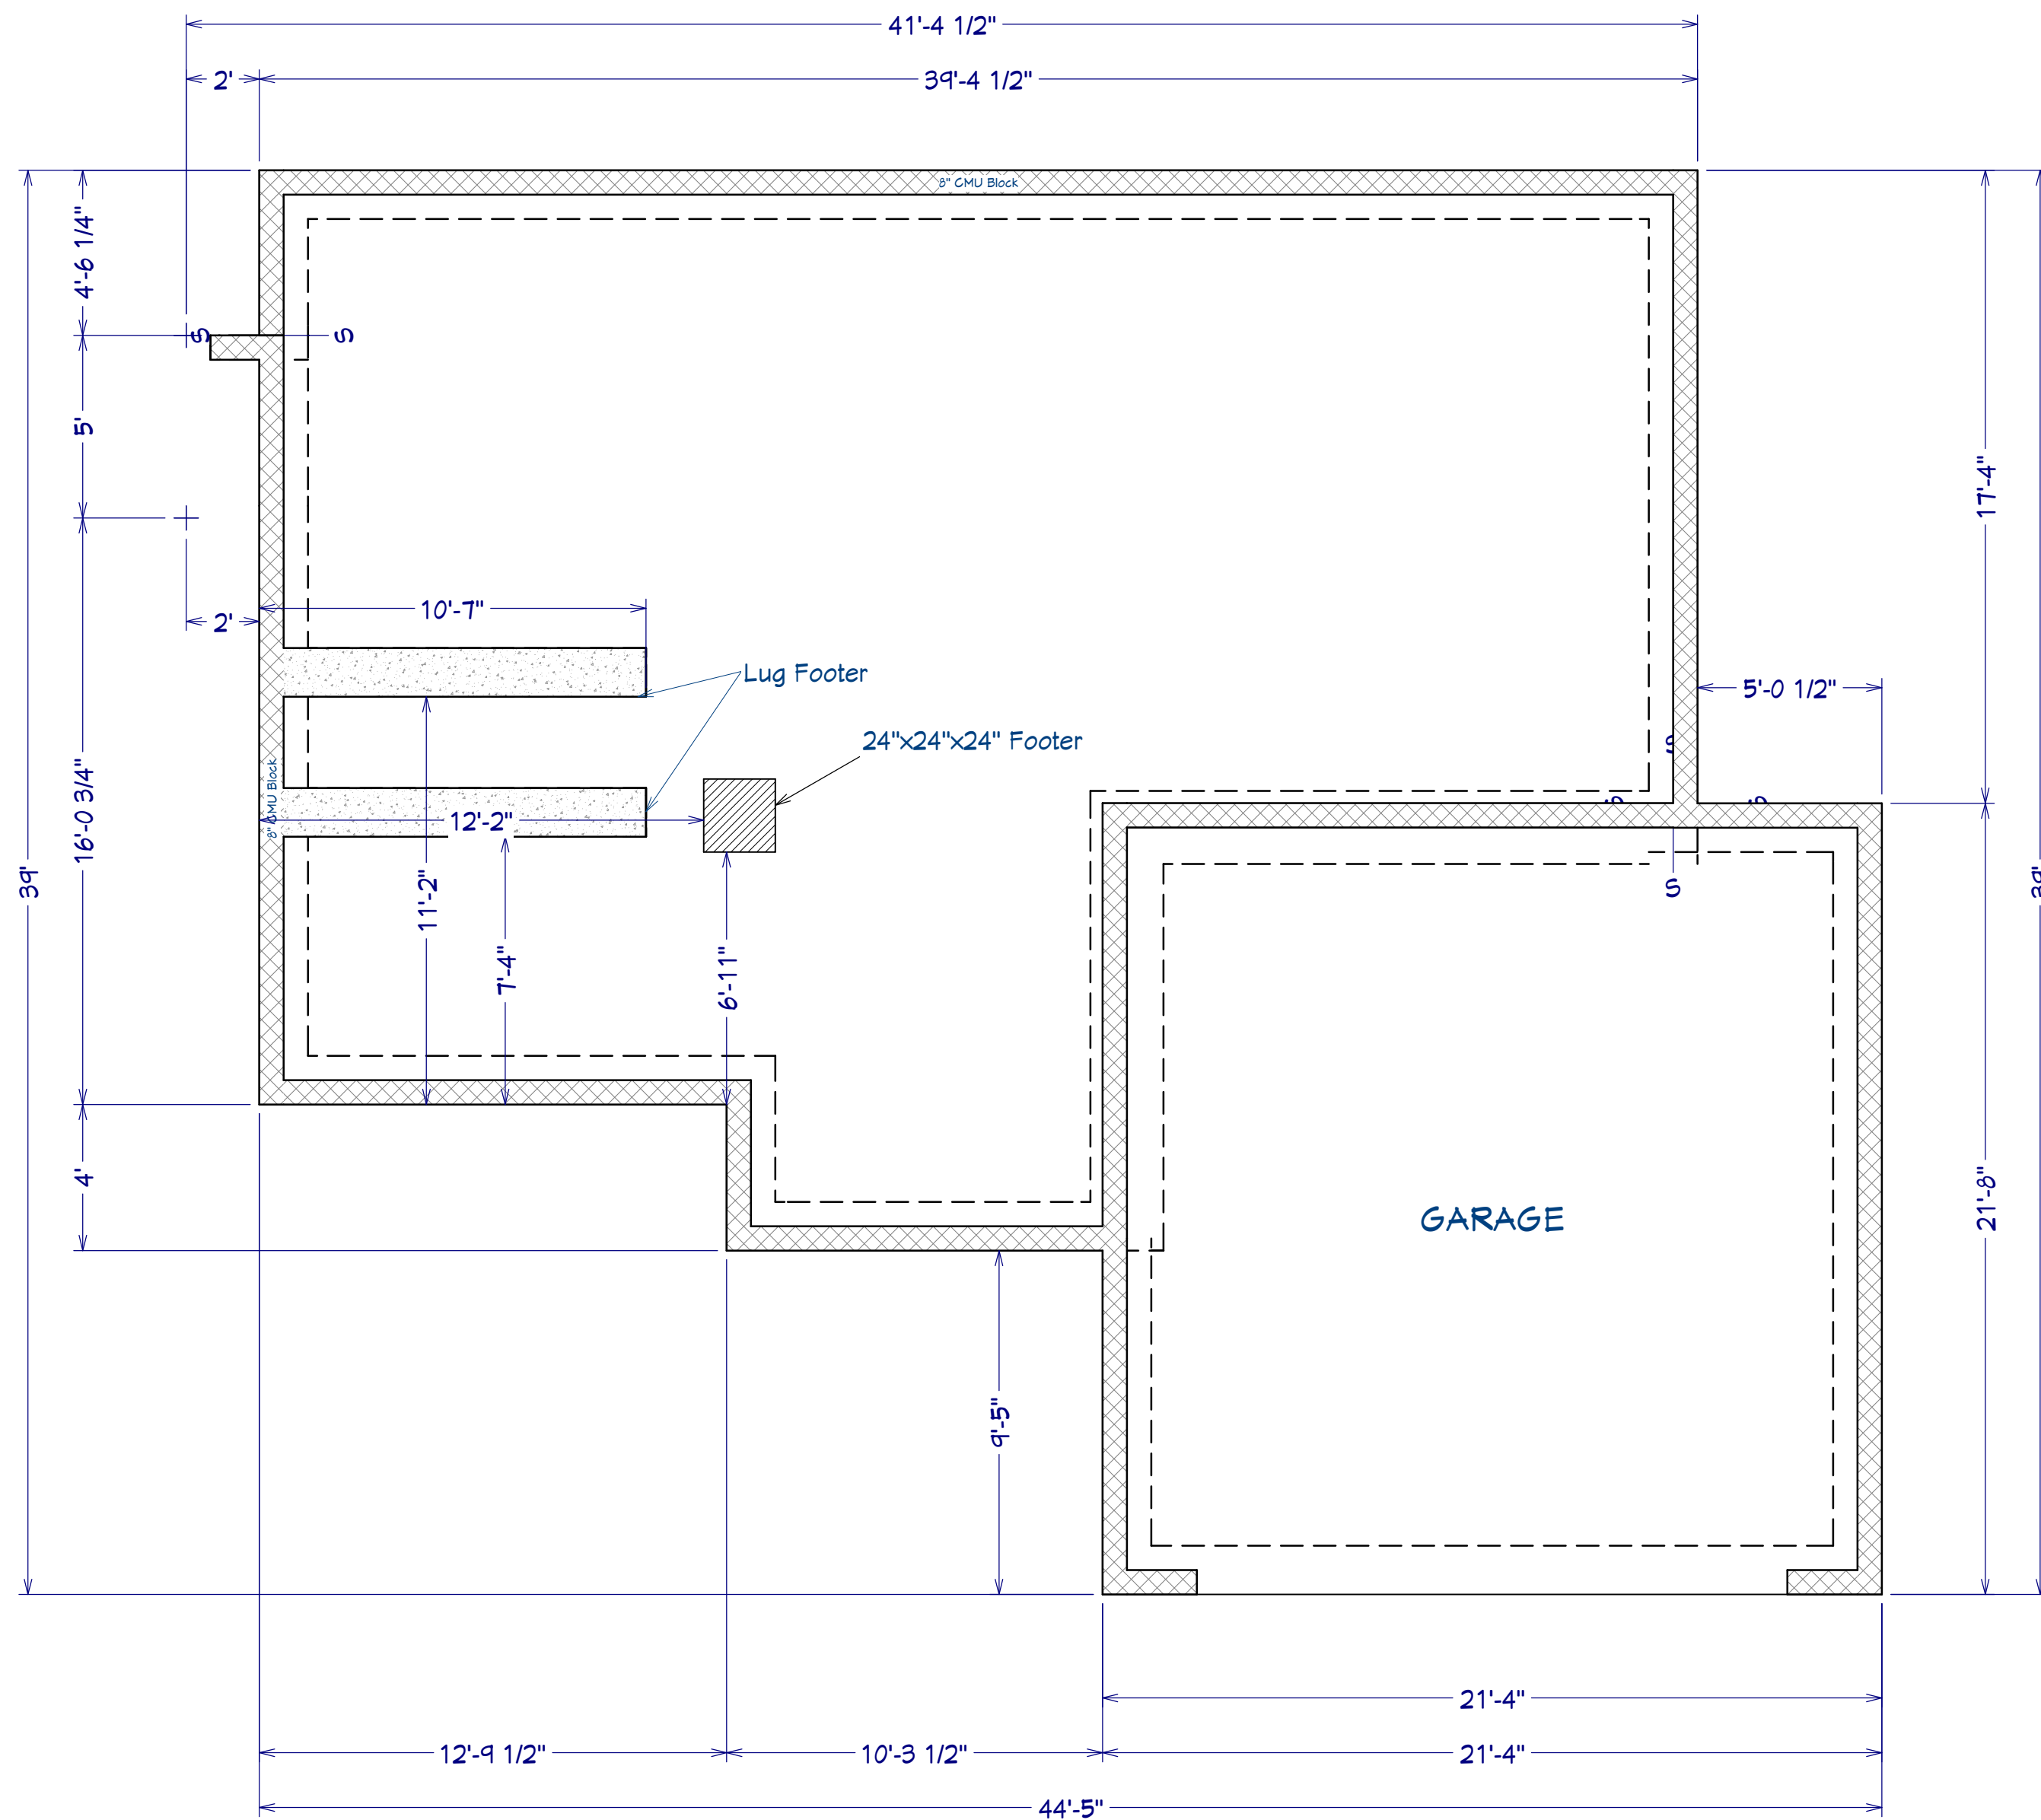 41'-4 1/2"
2'
39'-4 1/2"
8" CMU Block
4'-6 1/4"
S
S
5'
17'-4"
10'-7"
2'
Lug Footer
5'-0 1/2"
24"x24"x24" Footer
S
8" CMU Block
S
S
12'-2"
16'-0 3/4"
39'
39'
11'-2"
S
7'-4"
6'-11"
4'
21'-8"
GARAGE
9'-5"
21'-4"
12'-9 1/2"
10'-3 1/2"
21'-4"
44'-5"